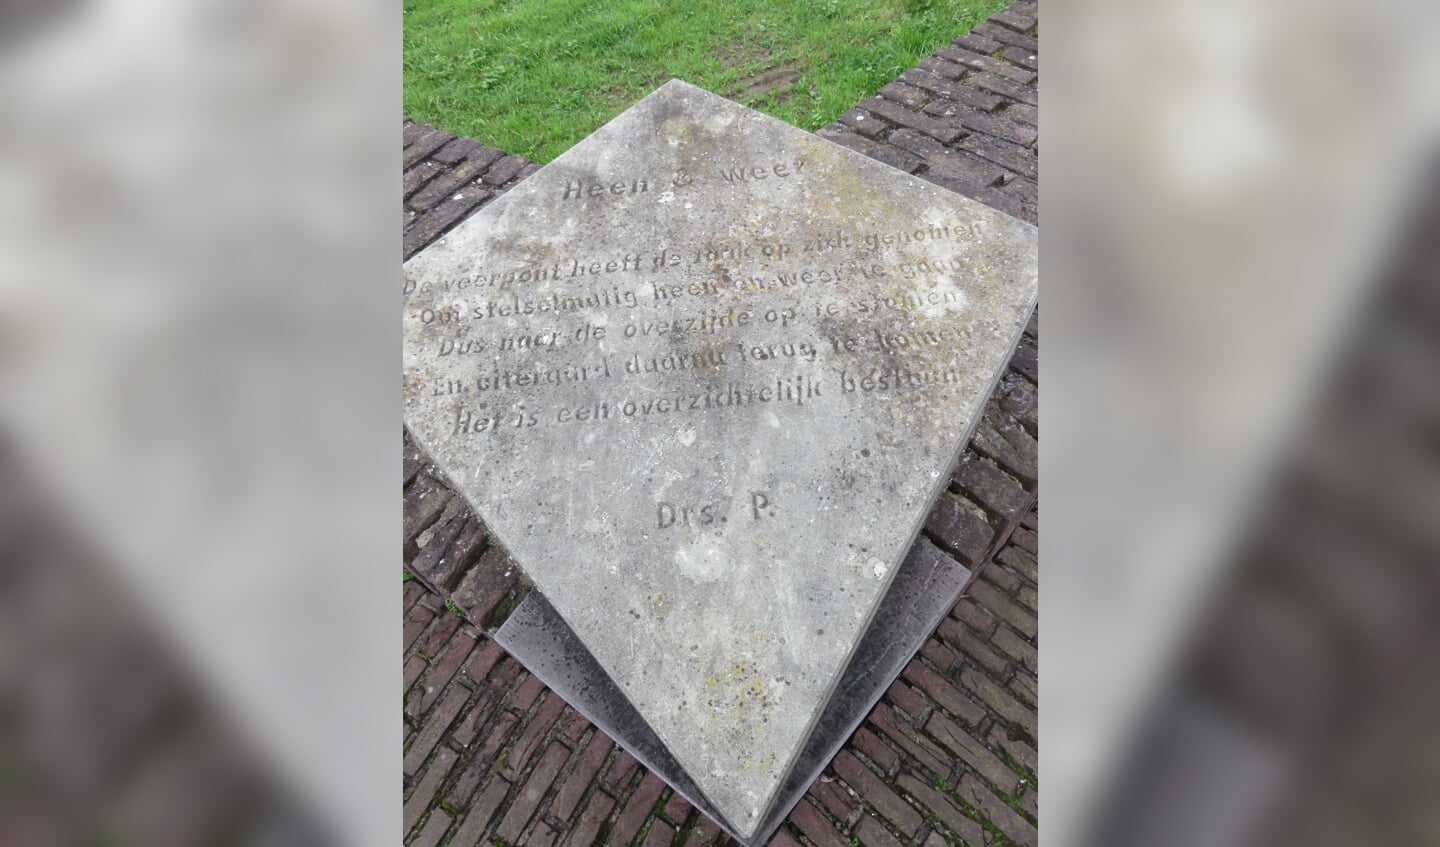 Heen & weer
De veerpont heeft de taak op zich genomen
Om stelselmatig heen en weer te gaan
Dus naar de overzijde op te stomen
En uiteraard daarna terug te komen
Het is een overzichtelijk bestaan
Drs. P.